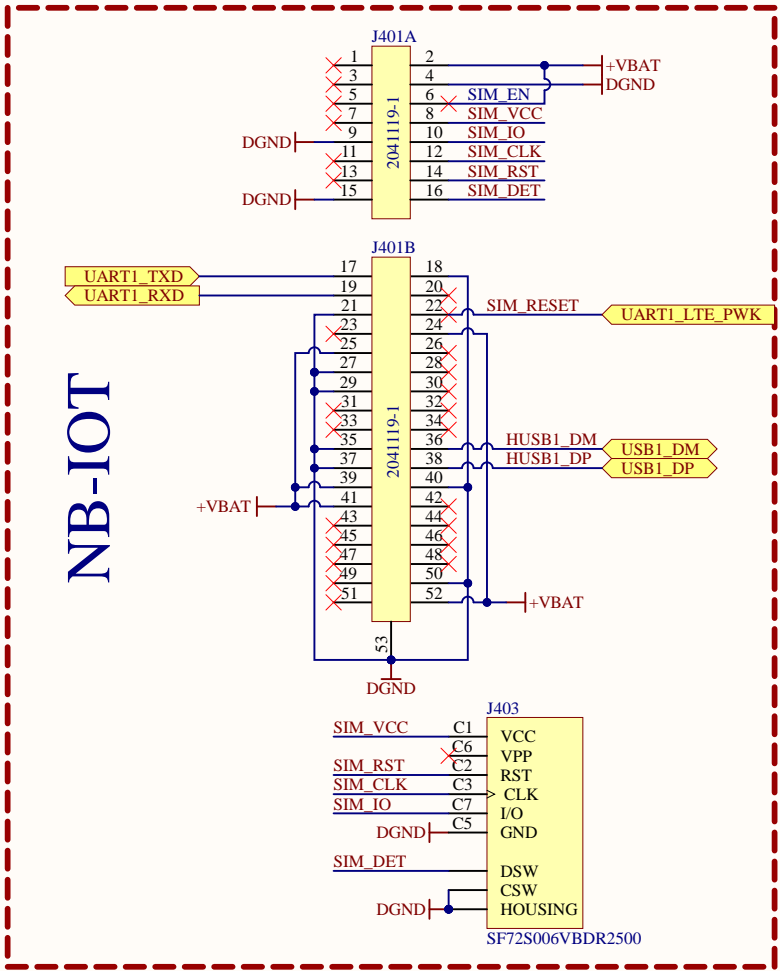 J401A
1 2 +VBAT
3 4 DGND
5 6 SIM_EN
7 8 SIM_VCC
DGND 9 10 SIM_IO
11 12 SIM_CLK
13 14 SIM_RST
DGND 15 16 SIM_DET
2041119-1
J401B
UART1_TXD 17 18
UART1_RXD 19 20
21 22 SIM_RESET UART1_LTE_PWK
23 24
25 26
27 28
29 30
31 32
33 34
35 36 HUSB1_DM USB1_DM
37 38 HUSB1_DP USB1_DP
39 40
+VBAT 41 42
43 44
45 46
47 48
49 50
51 52 +VBAT
2041119-1
53
DGND
NB-IOT
J403
SIM_VCC C1 VCC
C6 VPP
SIM_RST C2 RST
SIM_CLK C3 CLK
SIM_IO C7 I/O
DGND C5 GND
SIM_DET DSW
CSW
DGND HOUSING
SF72S006VBDR2500